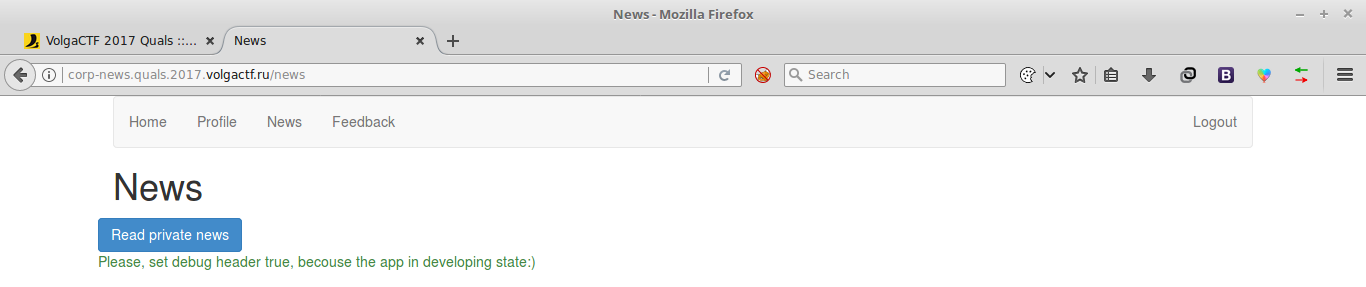 News - Mozilla Firefox
VolgaCTF 2017 Quals ::... News
corp-news.quals.2017.volgactf.ru/news Search
Home Profile News Feedback Logout
News
Read private news
Please, set debug header true, becouse the app in developing state:)